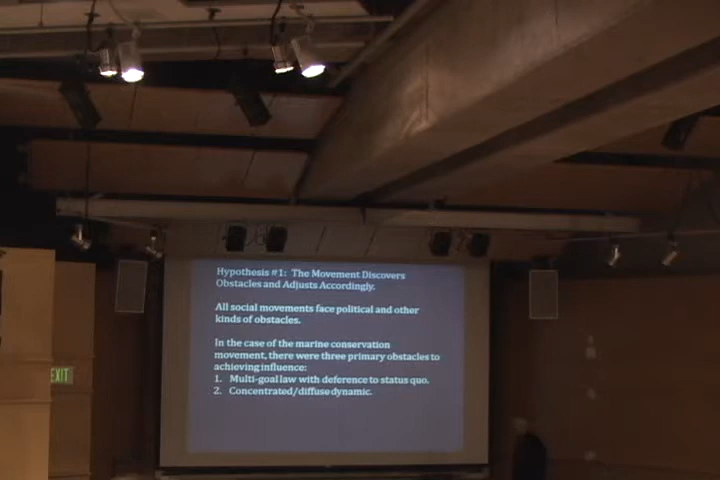 Hypothesis #1: The Movement Discovers
Obstacles and Adjusts Accordingly.
All social movements face political and other
kinds of obstacles.
In the case of the marine conservation
movement, there were three primary obstacles to
achieving influence:
1. Multi-goal law with deference to status quo.
2. Concentrated/diffuse dynamic.
EXIT